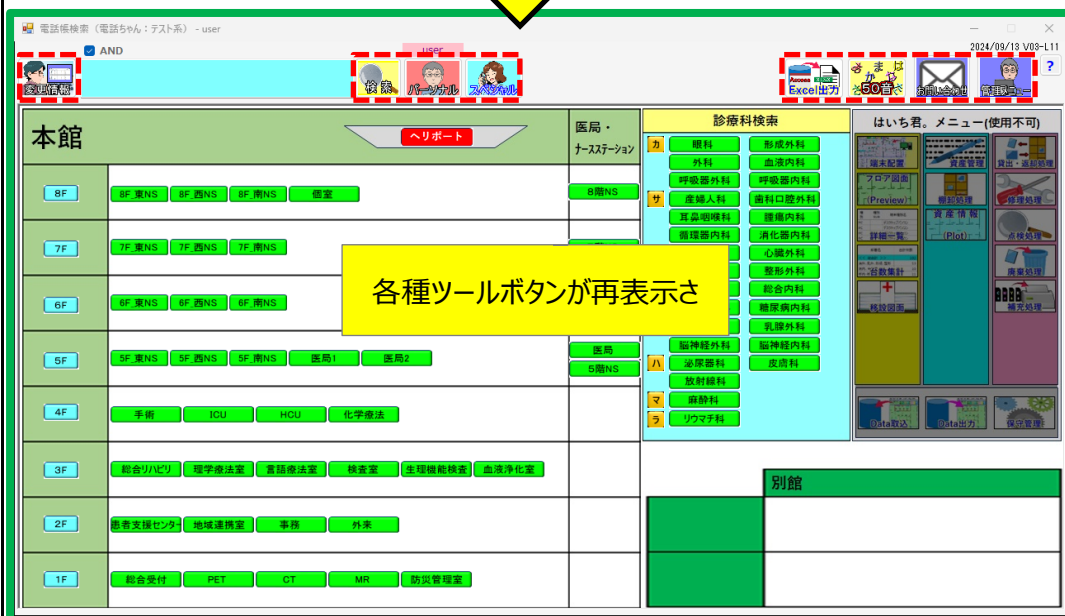 電話帳検索（電話ちゃん：テスト系） - user
AND
user
2024/09/13 V03-L11
変更情報
検索
パーソナル
スペシャル
Excel出力
50音
お問い合わせ
管理メニュー
?
本館
ヘリポート
医局・
ナースステーション
8F
8F_東NS 8F_西NS 8F_南NS 個室
8階NS
7F
7F_東NS 7F_西NS 7F_南NS
6F
6F_東NS 6F_西NS 6F_南NS
5F
5F_東NS 5F_西NS 5F_南NS 医局1 医局2
医局
5階NS
4F
手術 ICU HCU 化学療法
3F
総合リハビリ 理学療法室 言語療法室 検査室 生理機能検査 血液浄化室
2F
患者支援センター 地域連携室 事務 外来
1F
総合受付 PET CT MR 防災管理室
各種ツールボタンが再表示さ
診療科検索
カ 眼科 形成外科
外科 血液内科
呼吸器外科 呼吸器内科
サ 産婦人科 歯科口腔外科
耳鼻咽喉科 腫瘍内科
循環器内科 消化器内科
心臓外科
整形外科
総合内科
糖尿病内科
乳腺外科
脳神経外科 脳神経内科
ハ 泌尿器科 皮膚科
放射線科
マ 麻酔科
ラ リウマチ科
はいち君。メニュー(使用不可)
端末配置 資産管理 貸出・返却処理
フロア図面
(Preview) 棚卸処理 修理処理
詳細一覧 資産情報
(Plot) 点検処理
台数集計 廃棄処理
移設図面 補充処理
Data取込 Data出力 保守管理
別館